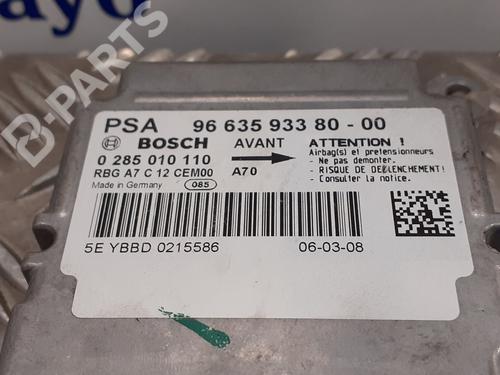 B-PARTS
PSA 96 635 933 80 - 00
BOSCH AVANT
0 285 010 110
RBG A7 C 12 CEM00 A70
Made in Germany 085
ATTENTION !
Airbag(s) et pretensionneurs
- Ne pas demonter.
- RISQUE DE DECLENCHEMENT!
- Consulter la notice.
5E YBBD 0215586 06-03-08